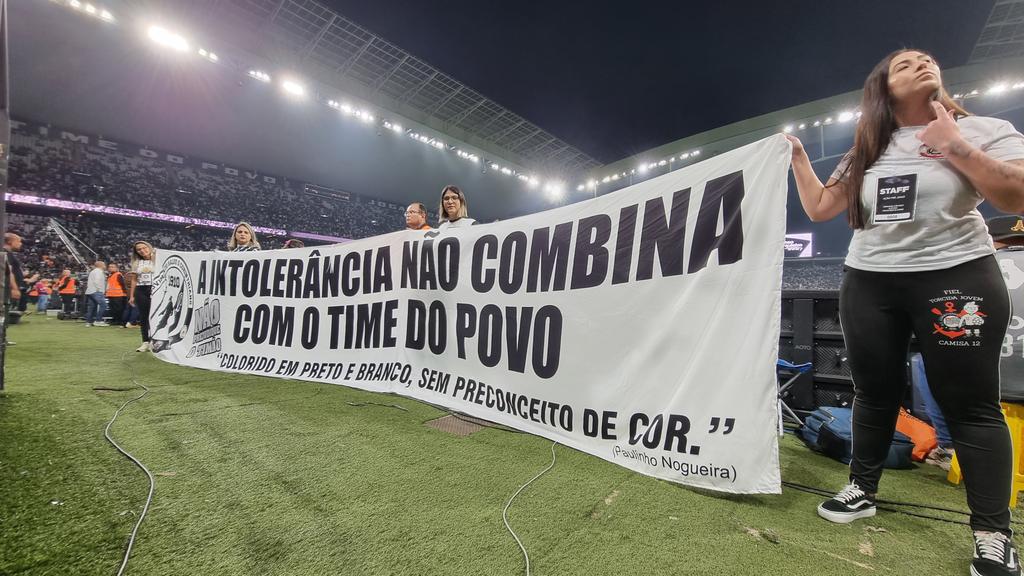 A INTOLERÂNCIA NÃO COMBINA
COM O TIME DO POVO
"COLORIDO EM PRETO E BRANCO, SEM PRECONCEITO DE COR."
(Paulinho Nogueira)
1910
NÃO
STAFF
FIEL
TORCIDA JOVEM
CAMISA 12